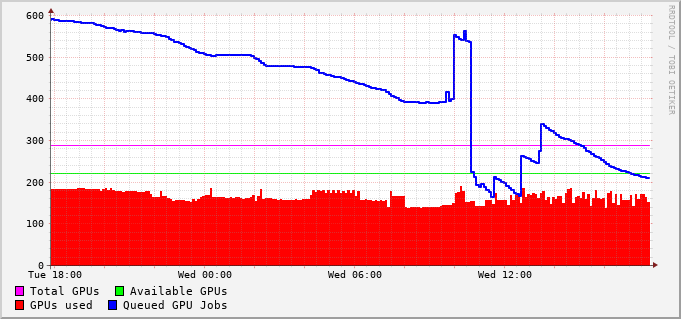 600
500
400
300
200
100
0
Tue 18:00 Wed 00:00 Wed 06:00 Wed 12:00
Total GPUs Available GPUs
GPUs used Queued GPU Jobs
RRDTOOL / TOBI OETIKER